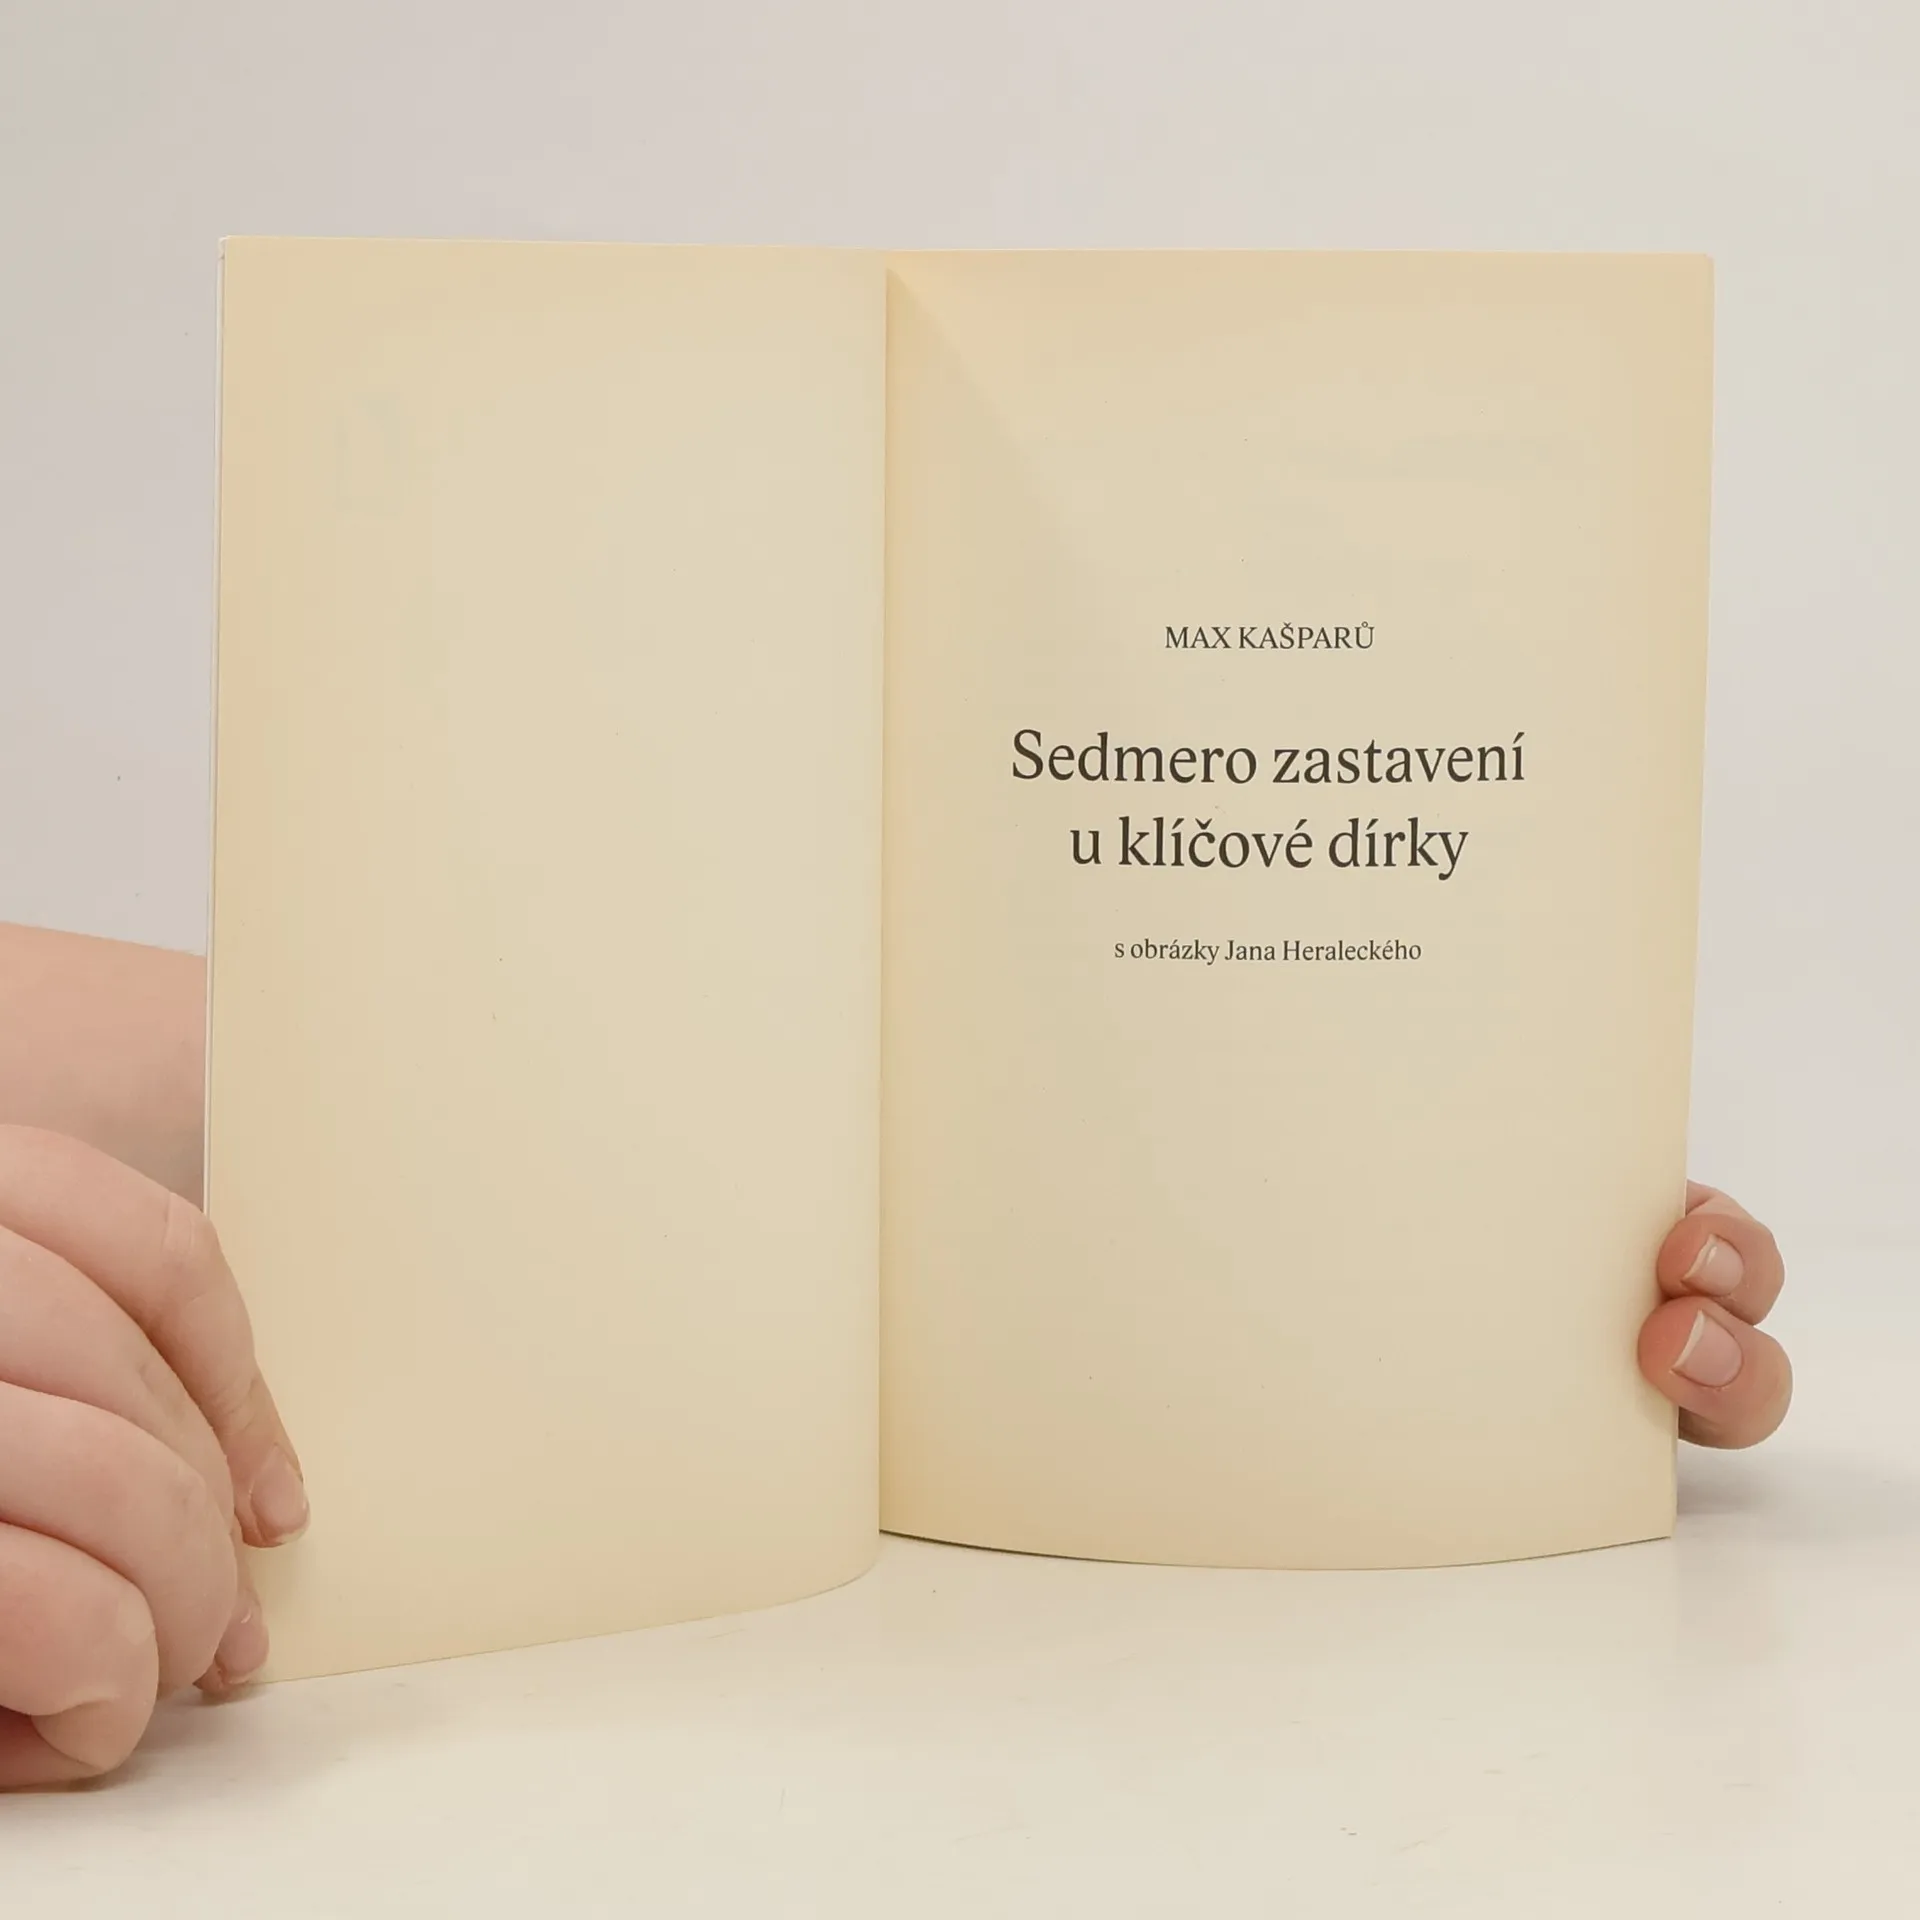 MAX KAŠPARŮ
Sedmero zastavení
u klíčové dírky
s obrázky Jana Heraleckého